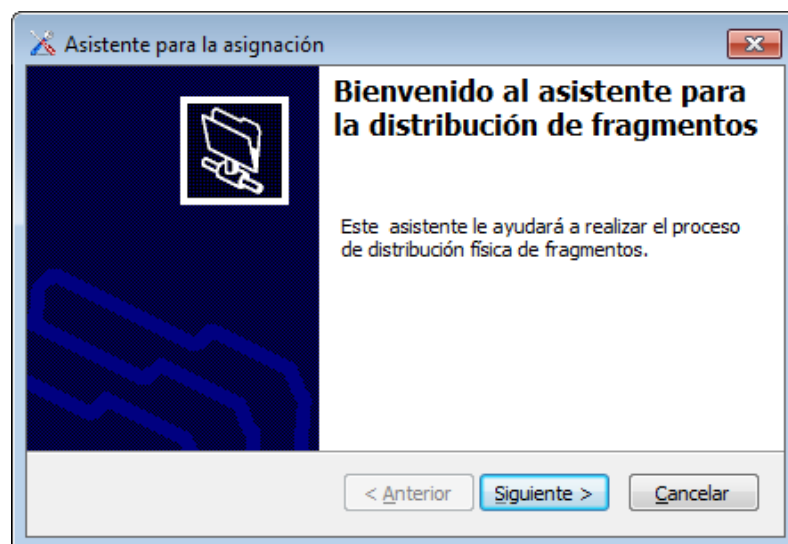 Asistente para la asignación
Bienvenido al asistente para
la distribución de fragmentos
Este asistente le ayudará a realizar el proceso
de distribución física de fragmentos.
< Anterior Siguiente > Cancelar